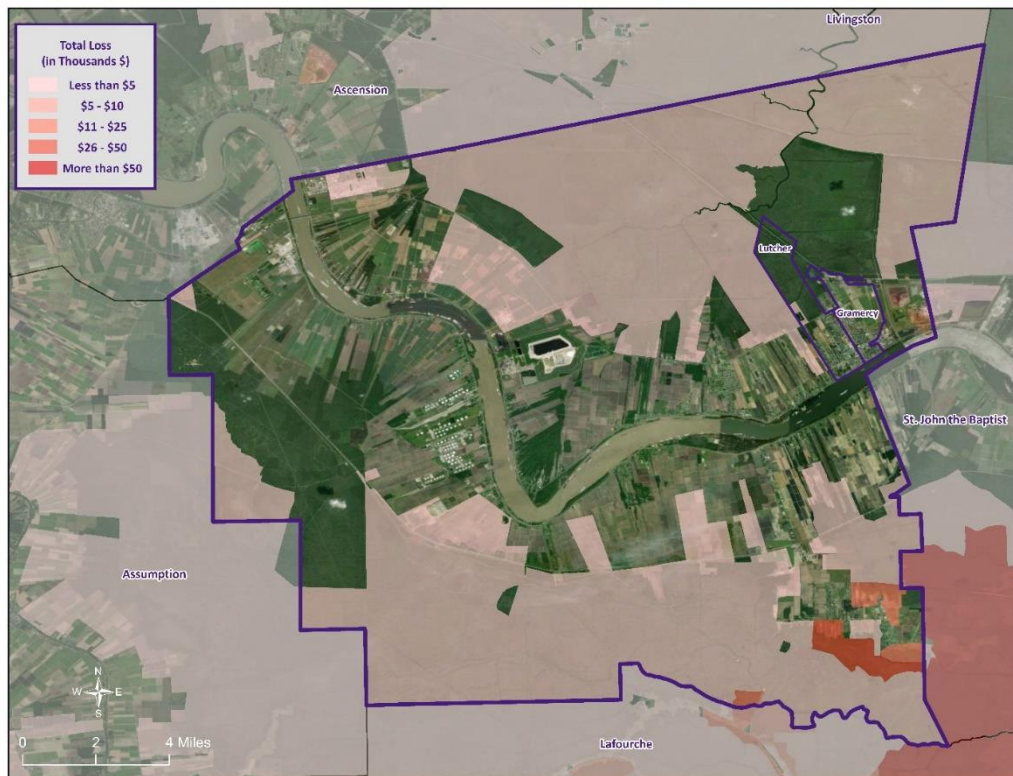 Total Loss
(in Thousands $)
Less than $5
$5 - $10
$11 - $25
$26 - $50
More than $50
Livingston
Ascension
Lutcher
Gramercy
St. John the Baptist
Assumption
N
W E
S
0 2 4 Miles
Lafourche